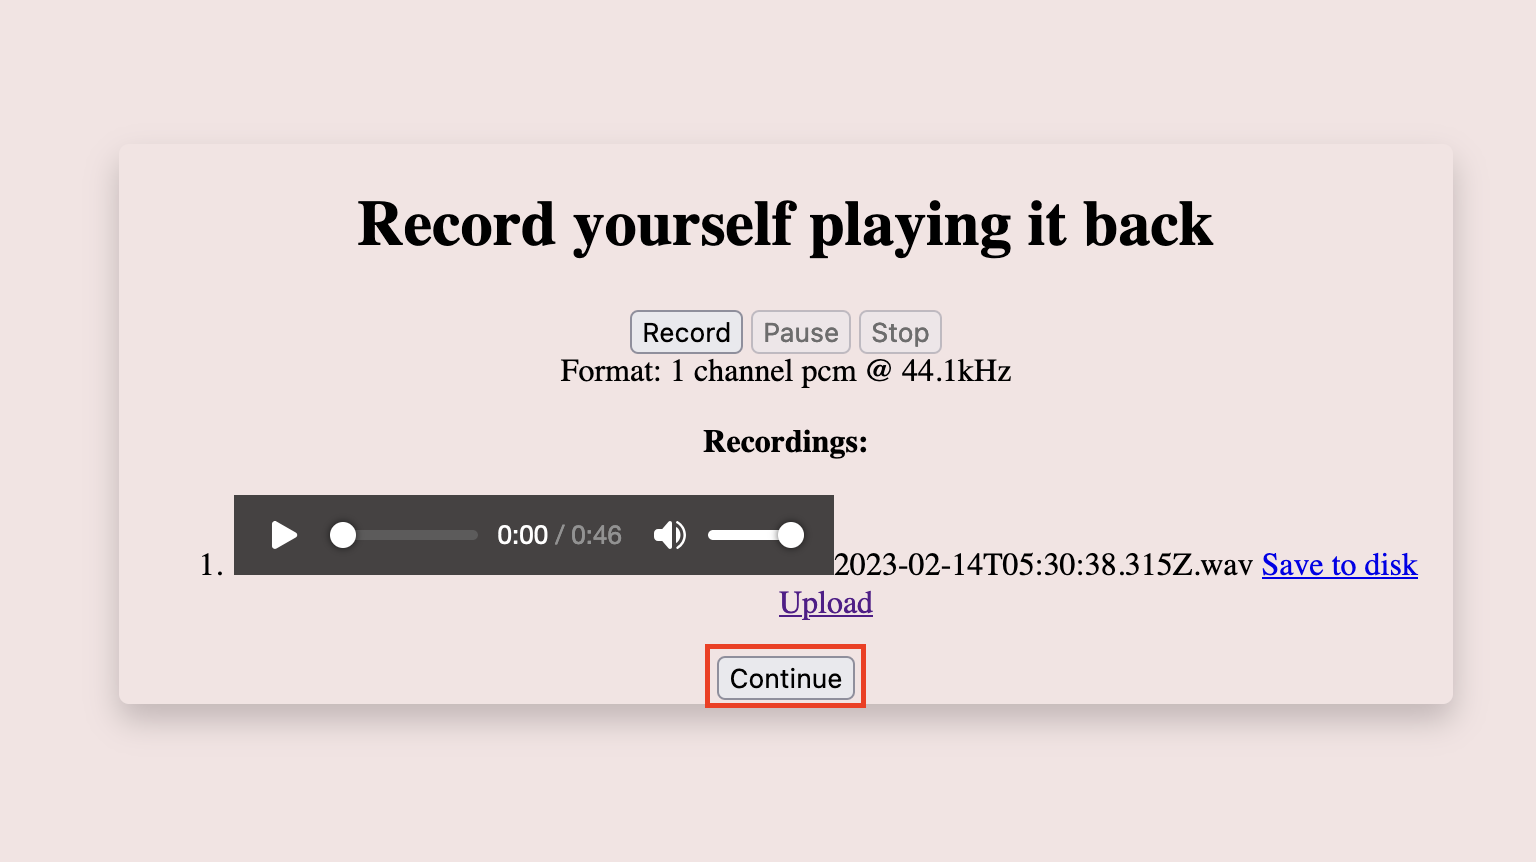 Record yourself playing it back
Record Pause Stop
Format: 1 channel pcm @ 44.1kHz
Recordings:
0:00 / 0:46
1. 2023-02-14T05:30:38.315Z.wav Save to disk
Upload
Continue